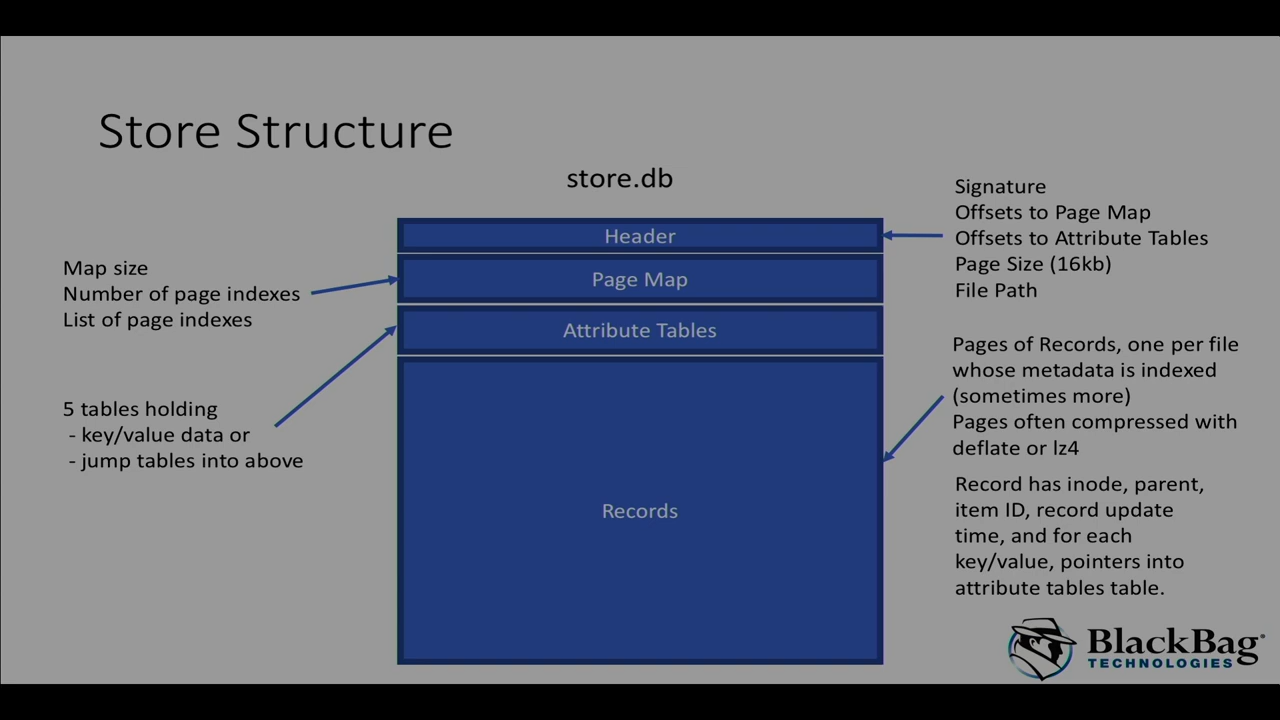 Store Structure
store.db
Header
Page Map
Attribute Tables
Records
Map size
Number of page indexes
List of page indexes
5 tables holding
- key/value data or
- jump tables into above
Signature
Offsets to Page Map
Offsets to Attribute Tables
Page Size (16kb)
File Path
Pages of Records, one per file
whose metadata is indexed
(sometimes more)
Pages often compressed with
deflate or lz4
Record has inode, parent,
item ID, record update
time, and for each
key/value, pointers into
attribute tables table.
BlackBag
TECHNOLOGIES